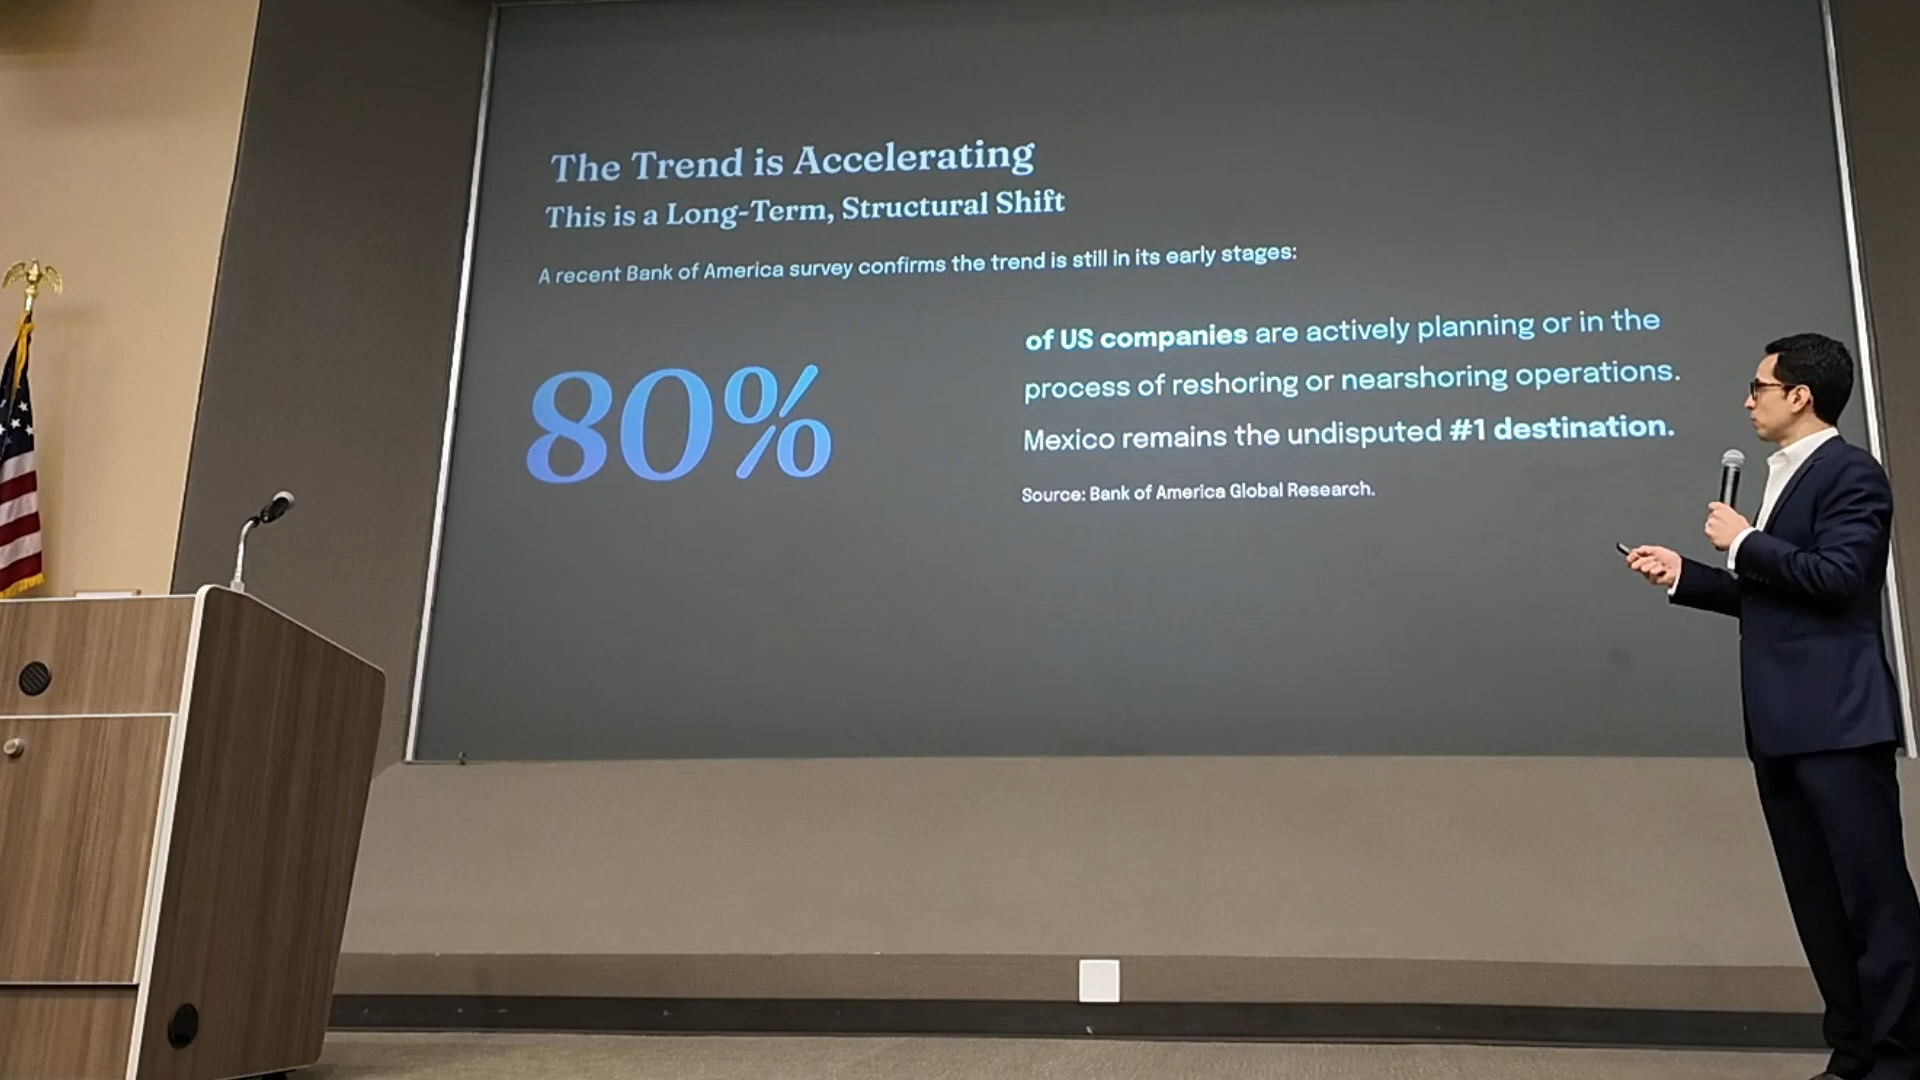 The Trend is Accelerating
This is a Long-Term, Structural Shift
A recent Bank of America survey confirms the trend is still in its early stages:
80%
of US companies are actively planning or in the
process of reshoring or nearshoring operations.
Mexico remains the undisputed #1 destination.
Source: Bank of America Global Research.